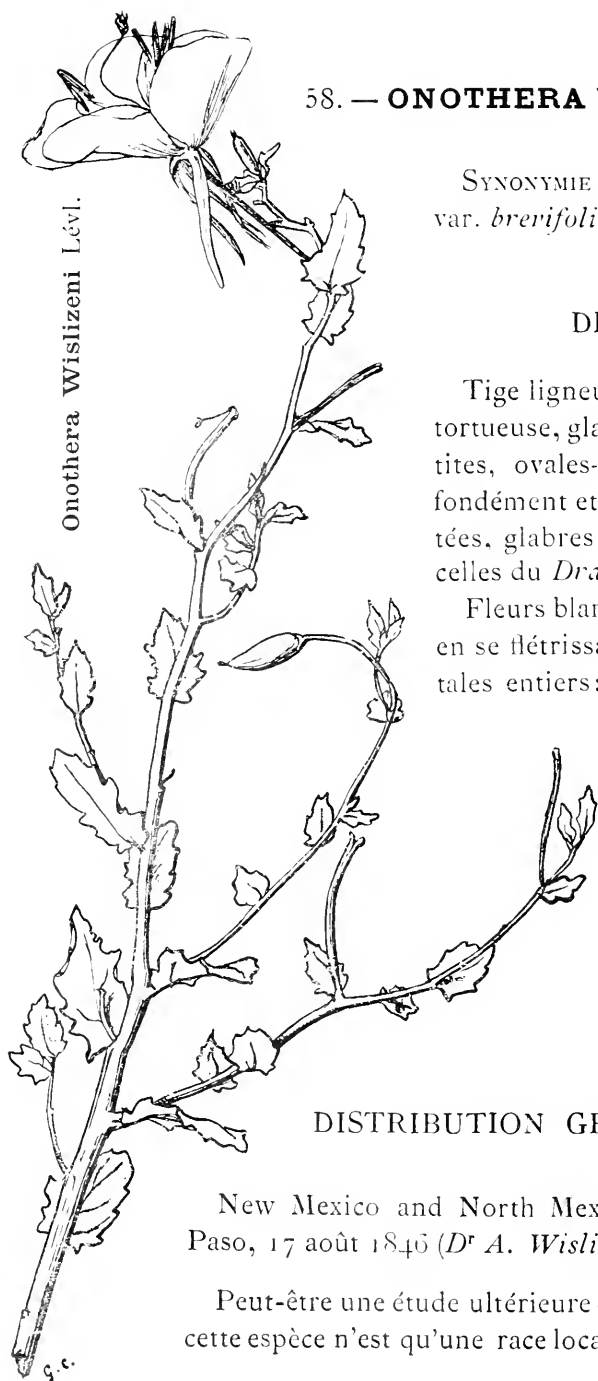 58. — ONOTHERA
SYNONYMIE
var. brevifoli
Onothera Wislizeni Lévl.
Tige ligneu
tortueuse, gla
tites, ovales-
fondément et
tées, glabres
celles du Dra
Fleurs blan
en se flétrissa
tales entiers:
DISTRIBUTION
New Mexico and North Mex
Paso, 17 août 1846 (Dr A. Wisli
Peut-être une étude ultérieure
cette espèce n'est qu'une race loca
G. C.